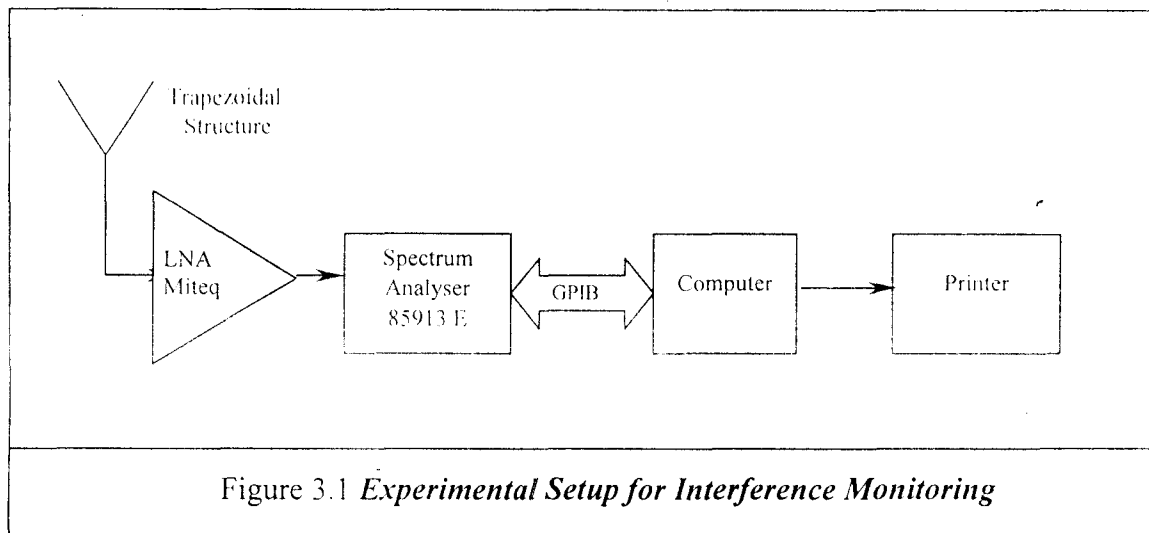 Trapezoidal
Structure
LNA
Miteq
Spectrum
Analyser
85913 E
GPIB
Computer
Printer
Figure 3.1 Experimental Setup for Interference Monitoring